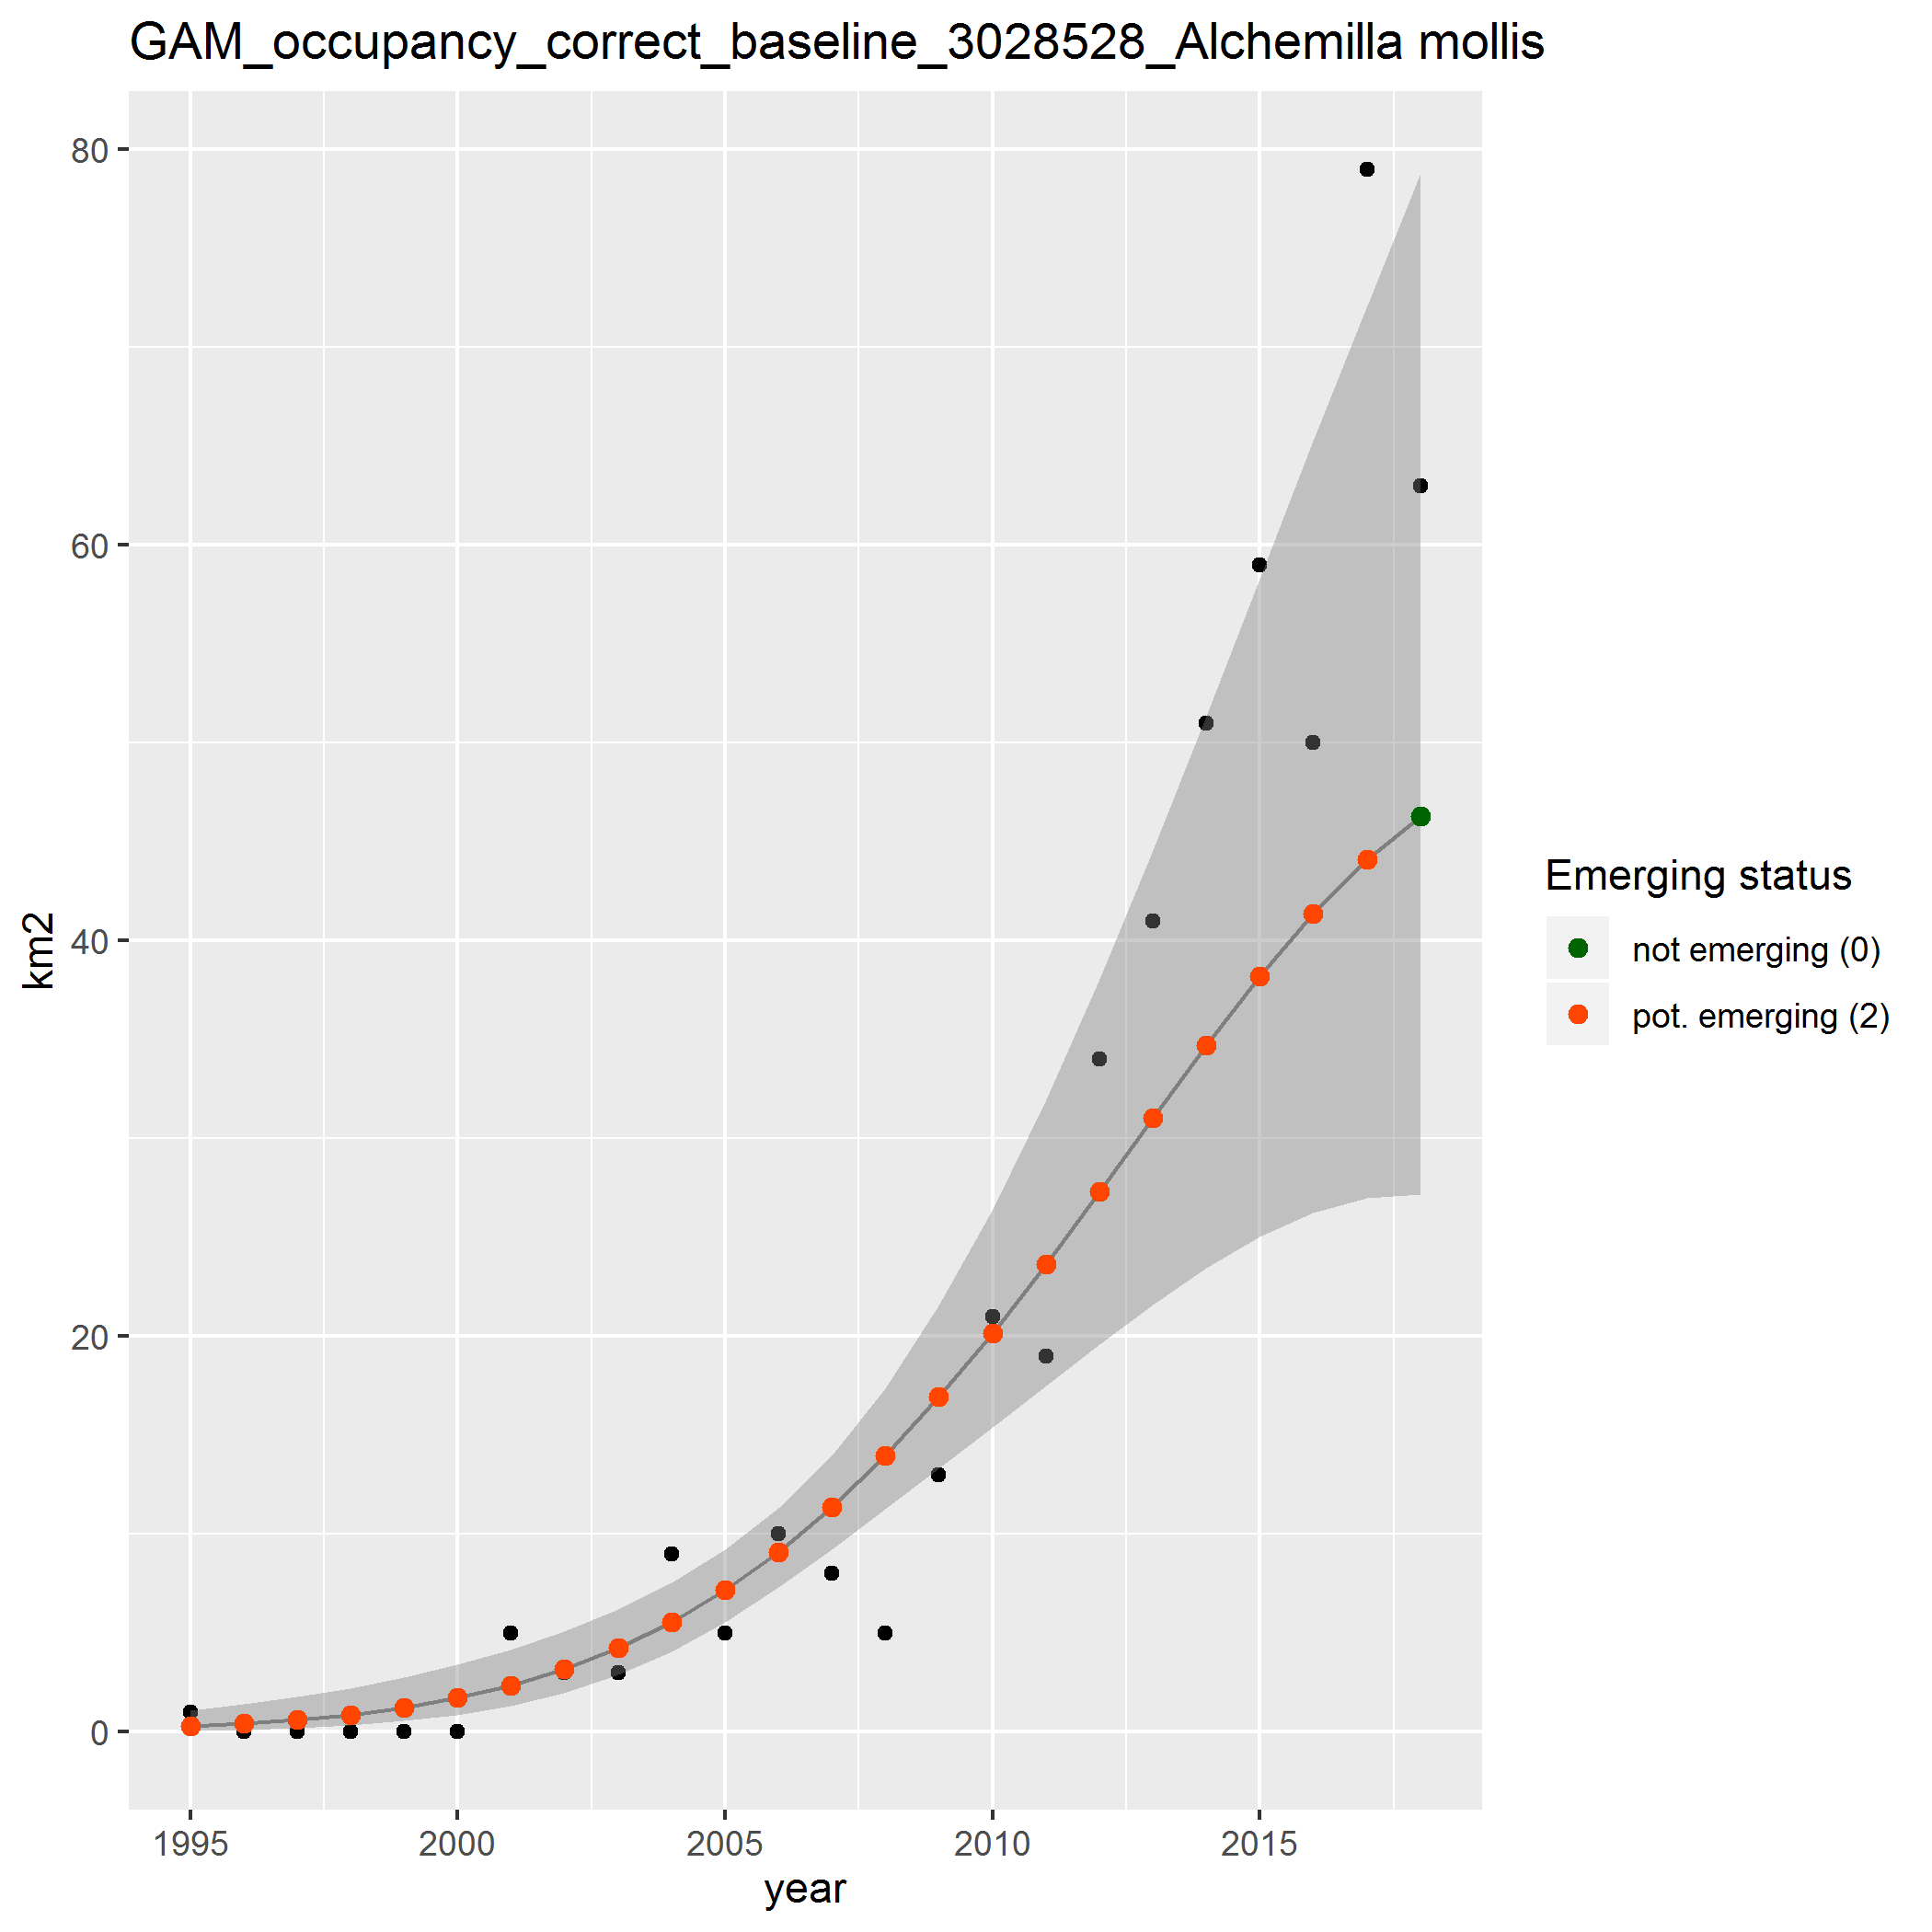 GAM_occupancy_correct_baseline_3028528_Alchemilla mollis
80
60
40
20
0
km2
1995 2000 2005 2010 2015
year
Emerging status
not emerging (0)
pot. emerging (2)